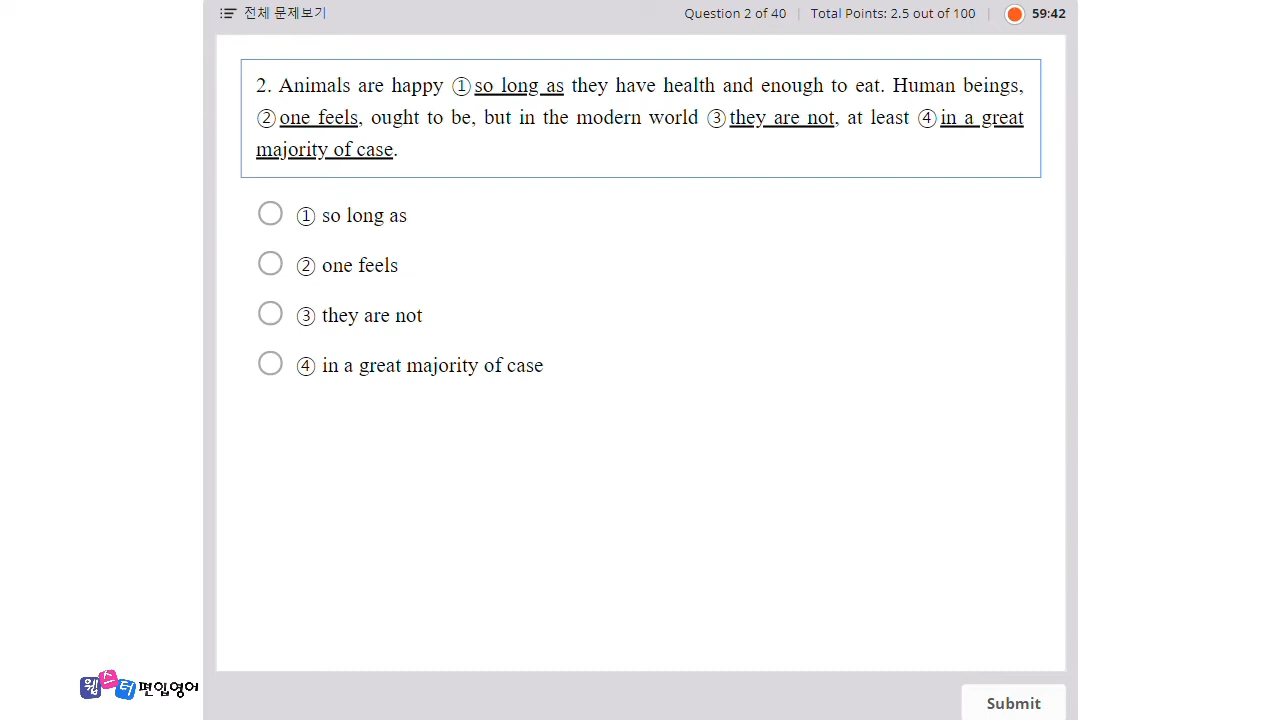 전체 문제보기
Question 2 of 40 | Total Points: 2.5 out of 100 | 59:42
2. Animals are happy ①so long as they have health and enough to eat. Human beings,
②one feels, ought to be, but in the modern world ③they are not, at least ④in a great
majority of case.
① so long as
② one feels
③ they are not
④ in a great majority of case
웹스터 편입영어
Submit